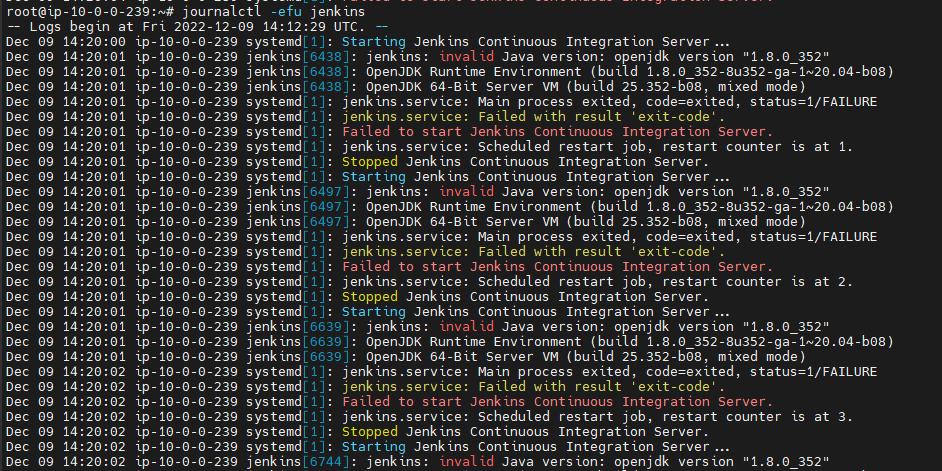 root@ip-10-0-0-239:~# journalctl -efu jenkins
-- Logs begin at Fri 2022-12-09 14:12:29 UTC. --
Dec 09 14:20:00 ip-10-0-0-239 systemd[1]: Starting Jenkins Continuous Integration Server...
Dec 09 14:20:01 ip-10-0-0-239 jenkins[6438]: jenkins: invalid Java version: openjdk version "1.8.0_352"
Dec 09 14:20:01 ip-10-0-0-239 jenkins[6438]: OpenJDK Runtime Environment (build 1.8.0_352-8u352-ga-1~20.04-b08)
Dec 09 14:20:01 ip-10-0-0-239 jenkins[6438]: OpenJDK 64-Bit Server VM (build 25.352-b08, mixed mode)
Dec 09 14:20:01 ip-10-0-0-239 systemd[1]: jenkins.service: Main process exited, code=exited, status=1/FAILURE
Dec 09 14:20:01 ip-10-0-0-239 systemd[1]: jenkins.service: Failed with result 'exit-code'.
Dec 09 14:20:01 ip-10-0-0-239 systemd[1]: Failed to start Jenkins Continuous Integration Server.
Dec 09 14:20:01 ip-10-0-0-239 systemd[1]: jenkins.service: Scheduled restart job, restart counter is at 1.
Dec 09 14:20:01 ip-10-0-0-239 systemd[1]: Stopped Jenkins Continuous Integration Server.
Dec 09 14:20:01 ip-10-0-0-239 systemd[1]: Starting Jenkins Continuous Integration Server...
Dec 09 14:20:01 ip-10-0-0-239 jenkins[6497]: jenkins: invalid Java version: openjdk version "1.8.0_352"
Dec 09 14:20:01 ip-10-0-0-239 jenkins[6497]: OpenJDK Runtime Environment (build 1.8.0_352-8u352-ga-1~20.04-b08)
Dec 09 14:20:01 ip-10-0-0-239 jenkins[6497]: OpenJDK 64-Bit Server VM (build 25.352-b08, mixed mode)
Dec 09 14:20:01 ip-10-0-0-239 systemd[1]: jenkins.service: Main process exited, code=exited, status=1/FAILURE
Dec 09 14:20:01 ip-10-0-0-239 systemd[1]: jenkins.service: Failed with result 'exit-code'.
Dec 09 14:20:01 ip-10-0-0-239 systemd[1]: Failed to start Jenkins Continuous Integration Server.
Dec 09 14:20:01 ip-10-0-0-239 systemd[1]: jenkins.service: Scheduled restart job, restart counter is at 2.
Dec 09 14:20:01 ip-10-0-0-239 systemd[1]: Stopped Jenkins Continuous Integration Server.
Dec 09 14:20:01 ip-10-0-0-239 systemd[1]: Starting Jenkins Continuous Integration Server...
Dec 09 14:20:01 ip-10-0-0-239 jenkins[6639]: jenkins: invalid Java version: openjdk version "1.8.0_352"
Dec 09 14:20:01 ip-10-0-0-239 jenkins[6639]: OpenJDK Runtime Environment (build 1.8.0_352-8u352-ga-1~20.04-b08)
Dec 09 14:20:01 ip-10-0-0-239 jenkins[6639]: OpenJDK 64-Bit Server VM (build 25.352-b08, mixed mode)
Dec 09 14:20:02 ip-10-0-0-239 systemd[1]: jenkins.service: Main process exited, code=exited, status=1/FAILURE
Dec 09 14:20:02 ip-10-0-0-239 systemd[1]: jenkins.service: Failed with result 'exit-code'.
Dec 09 14:20:02 ip-10-0-0-239 systemd[1]: Failed to start Jenkins Continuous Integration Server.
Dec 09 14:20:02 ip-10-0-0-239 systemd[1]: jenkins.service: Scheduled restart job, restart counter is at 3.
Dec 09 14:20:02 ip-10-0-0-239 systemd[1]: Stopped Jenkins Continuous Integration Server.
Dec 09 14:20:02 ip-10-0-0-239 systemd[1]: Starting Jenkins Continuous Integration Server...
Dec 09 14:20:02 ip-10-0-0-239 jenkins[6744]: jenkins: invalid Java version: openjdk version "1.8.0_352"